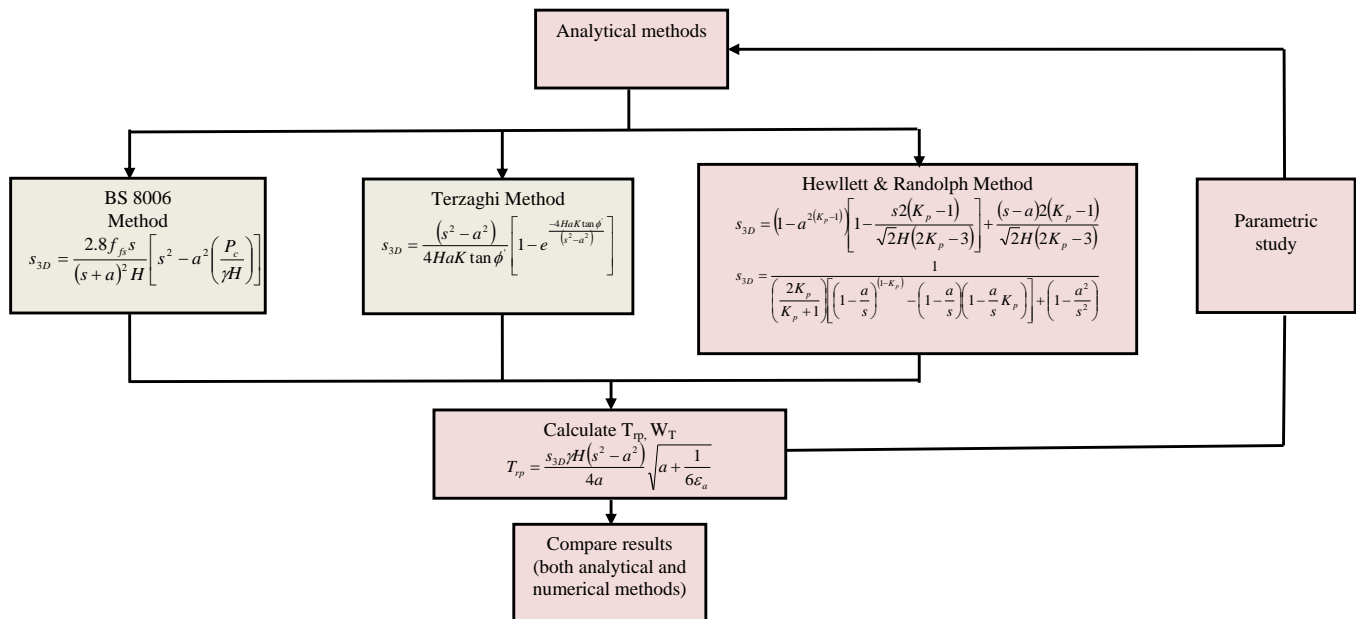 Analytical methods
BS 8006
Method
s_{3D} = \frac{2.8 f_{fs} s}{(s+a)^2 H} \left[ s^2 - a^2 \left( \frac{P_c}{\gamma H} \right) \right]
Terzaghi Method
s_{3D} = \frac{(s^2 - a^2)}{4HaK \tan \phi'} \left[ 1 - e^{\frac{-4HaK \tan \phi'}{(s^2 - a^2)}} \right]
Hewllett & Randolph Method
s_{3D} = \left( 1 - a^{2(K_p - 1)} \right) \left[ 1 - \frac{s2(K_p - 1)}{\sqrt{2}H(2K_p - 3)} \right] + \frac{(s - a)2(K_p - 1)}{\sqrt{2}H(2K_p - 3)}
s_{3D} = \frac{1}{\left( \frac{2K_p}{K_p + 1} \right) \left[ \left( 1 - \frac{a}{s} \right)^{(1 - K_p)} - \left( 1 - \frac{a}{s} \right) \left( 1 - \frac{a}{s} K_p \right) \right] + \left( 1 - \frac{a^2}{s^2} \right)}
Parametric
study
Calculate T_{rp}, W_T
T_{rp} = \frac{s_{3D} \gamma H (s^2 - a^2)}{4a} \sqrt{a + \frac{1}{6\varepsilon_a}}
Compare results
(both analytical and
numerical methods)